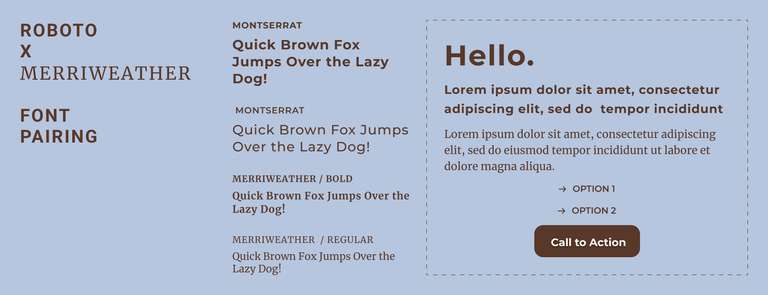 ROBOTO
X
MERRIWEATHER
FONT
PAIRING
MONTSERRAT
Quick Brown Fox
Jumps Over the Lazy
Dog!
MONTSERRAT
Quick Brown Fox Jumps
Over the Lazy Dog!
MERRIWEATHER / BOLD
Quick Brown Fox Jumps Over the
Lazy Dog!
MERRIWEATHER / REGULAR
Quick Brown Fox Jumps Over the
Lazy Dog!
Hello.
Lorem ipsum dolor sit amet, consectetur
adipiscing elit, sed do tempor incididunt
Lorem ipsum dolor sit amet, consectetur adipiscing
elit, sed do eiusmod tempor incididunt ut labore et
dolore magna aliqua.
→ OPTION 1
→ OPTION 2
Call to Action